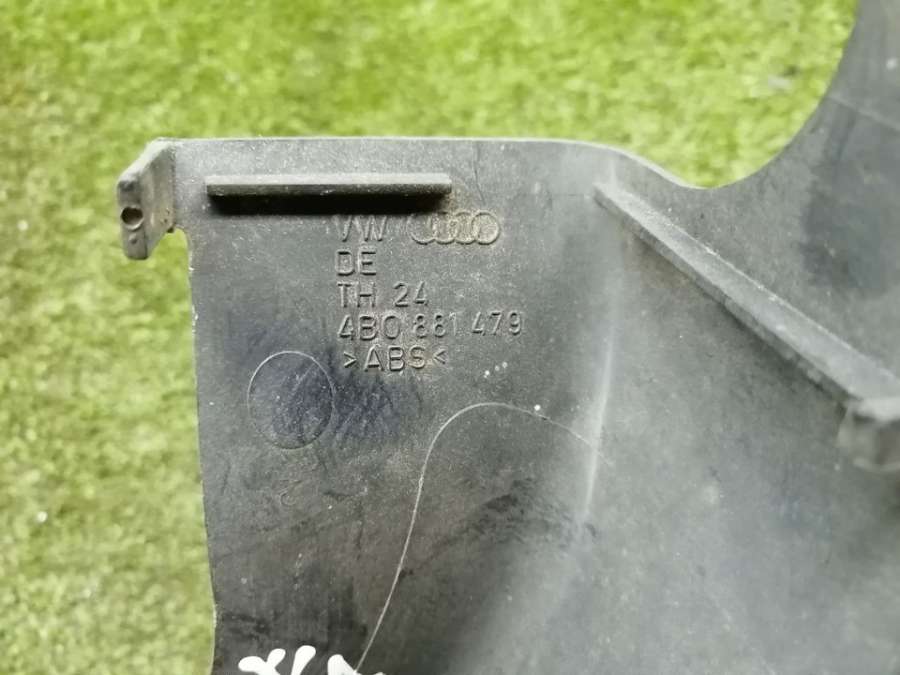 VW
DE
TH 24
4B0 881 479
>ABS<